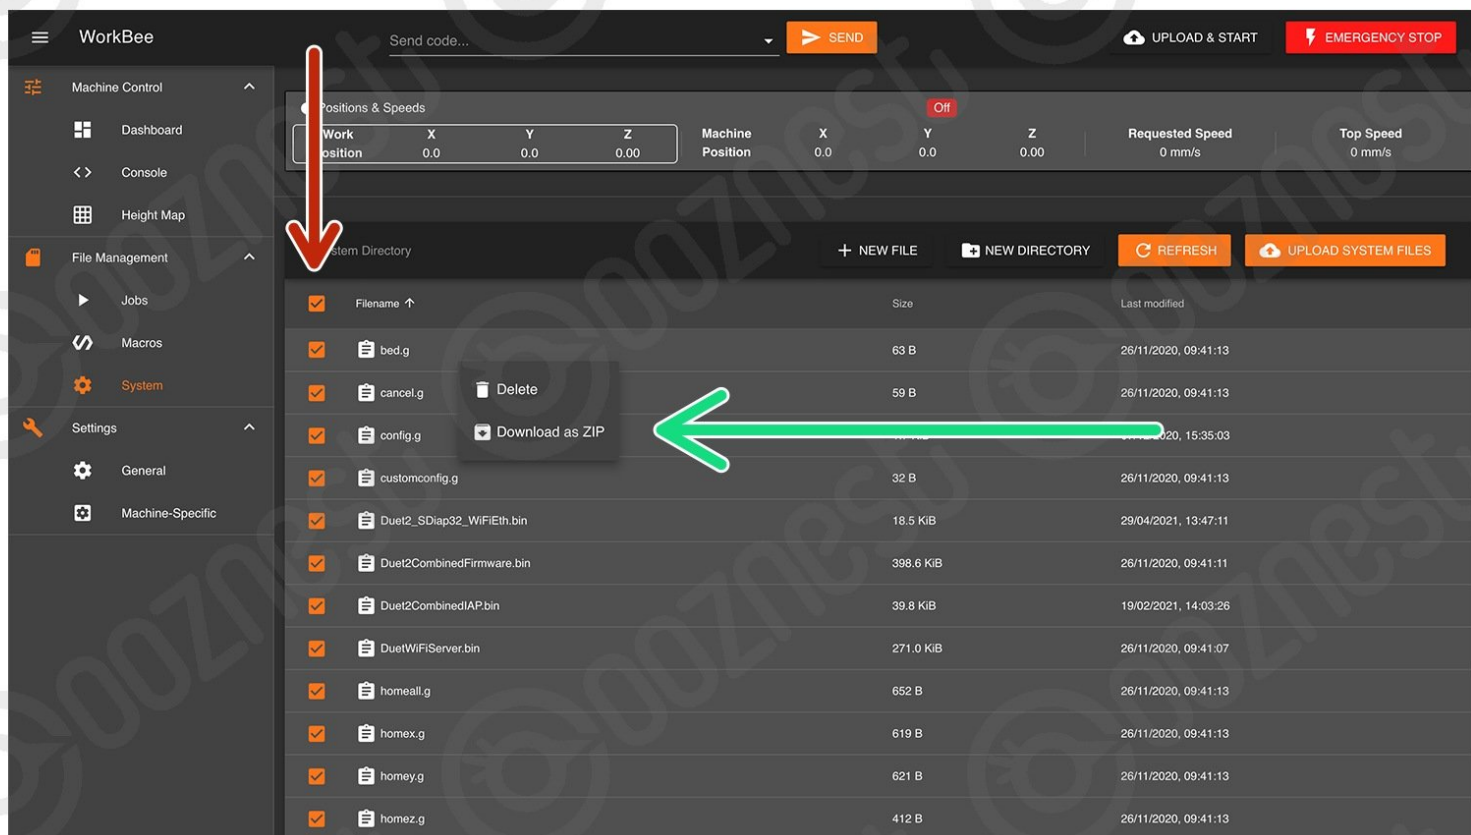 WorkBee
Send code...
SEND
UPLOAD & START
EMERGENCY STOP
Machine Control
Dashboard
Console
Height Map
File Management
Jobs
Macros
System
Settings
General
Machine-Specific
Positions & Speeds
Off
Work X Y Z Machine X Y Z Requested Speed Top Speed
osition 0.0 0.0 0.00 Position 0.0 0.0 0.00 0 mm/s 0 mm/s
tem Directory
NEW FILE
NEW DIRECTORY
REFRESH
UPLOAD SYSTEM FILES
Filename Size Last modified
bed.g 63 B 26/11/2020, 09:41:13
Delete
cancel.g 59 B 26/11/2020, 09:41:13
Download as ZIP
config.g 2020, 15:35:03
customconfig.g 32 B 26/11/2020, 09:41:13
Duet2_SDiap32_WiFiEth.bin 18.5 KiB 29/04/2021, 13:47:11
Duet2CombinedFirmware.bin 398.6 KiB 26/11/2020, 09:41:11
Duet2CombinedIAP.bin 39.8 KiB 19/02/2021, 14:03:26
DuetWiFiServer.bin 271.0 KiB 26/11/2020, 09:41:07
homeall.g 652 B 26/11/2020, 09:41:13
homex.g 619 B 26/11/2020, 09:41:13
homey.g 621 B 26/11/2020, 09:41:13
homez.g 412 B 26/11/2020, 09:41:13
ooznest